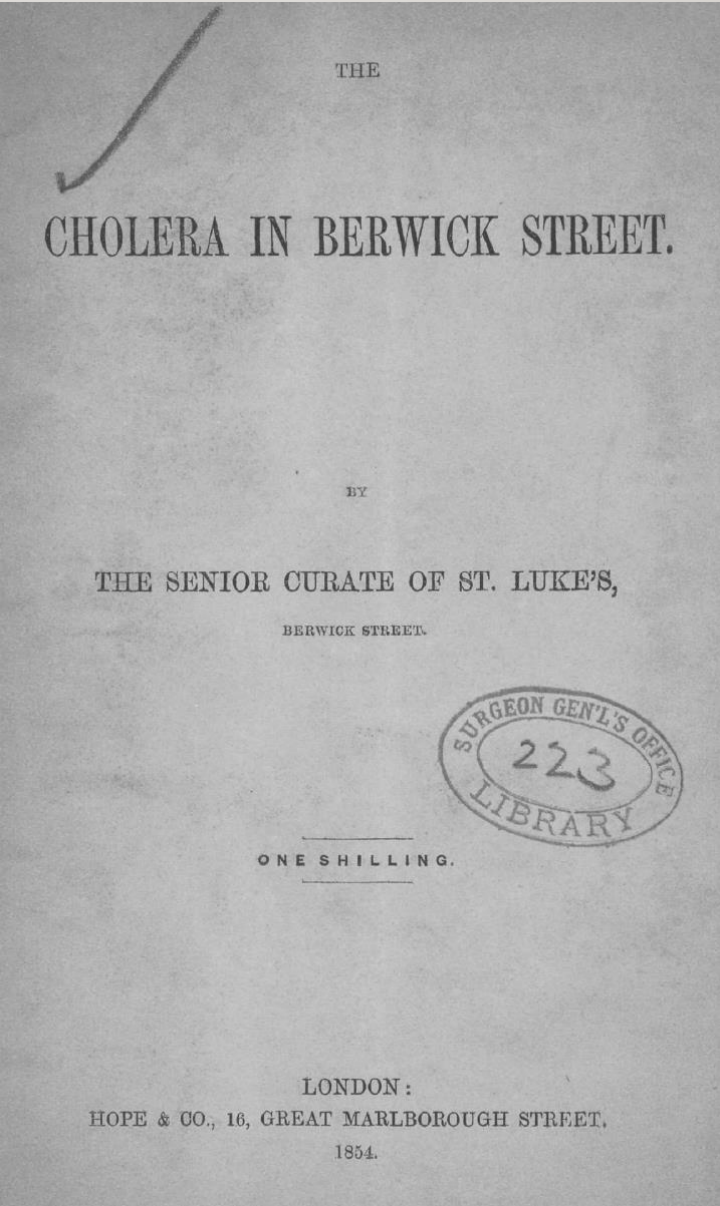 THE
CHOLERA IN BERWICK STREET.
BY
THE SENIOR CURATE OF ST. LUKE'S,
BERWICK STREET.
SURGEON GEN'L'S OFFICE
223
LIBRARY
ONE SHILLING.
LONDON:
HOPE & CO., 16, GREAT MARLBOROUGH STREET.
1854.